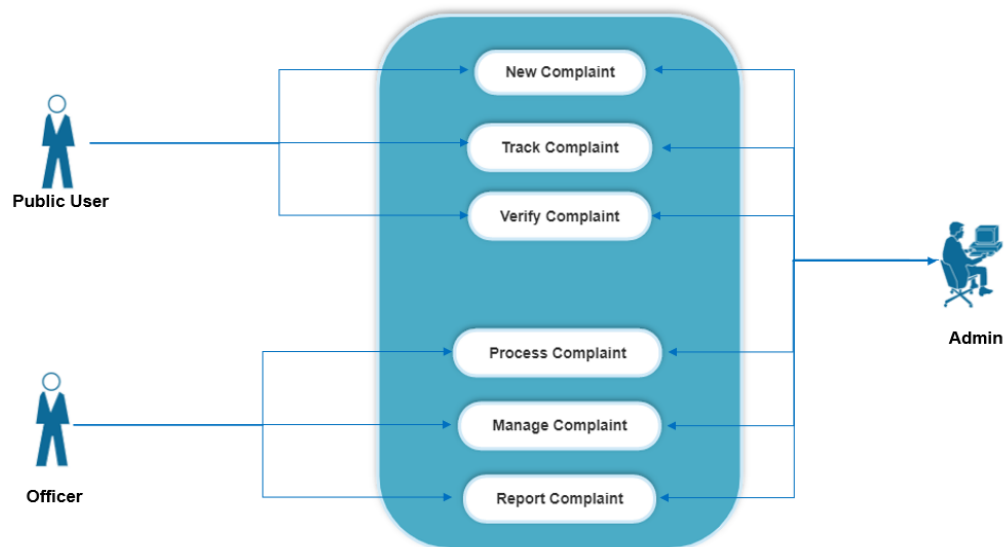 New Complaint
Track Complaint
Public User
Verify Complaint
Process Complaint
Admin
Manage Complaint
Officer
Report Complaint